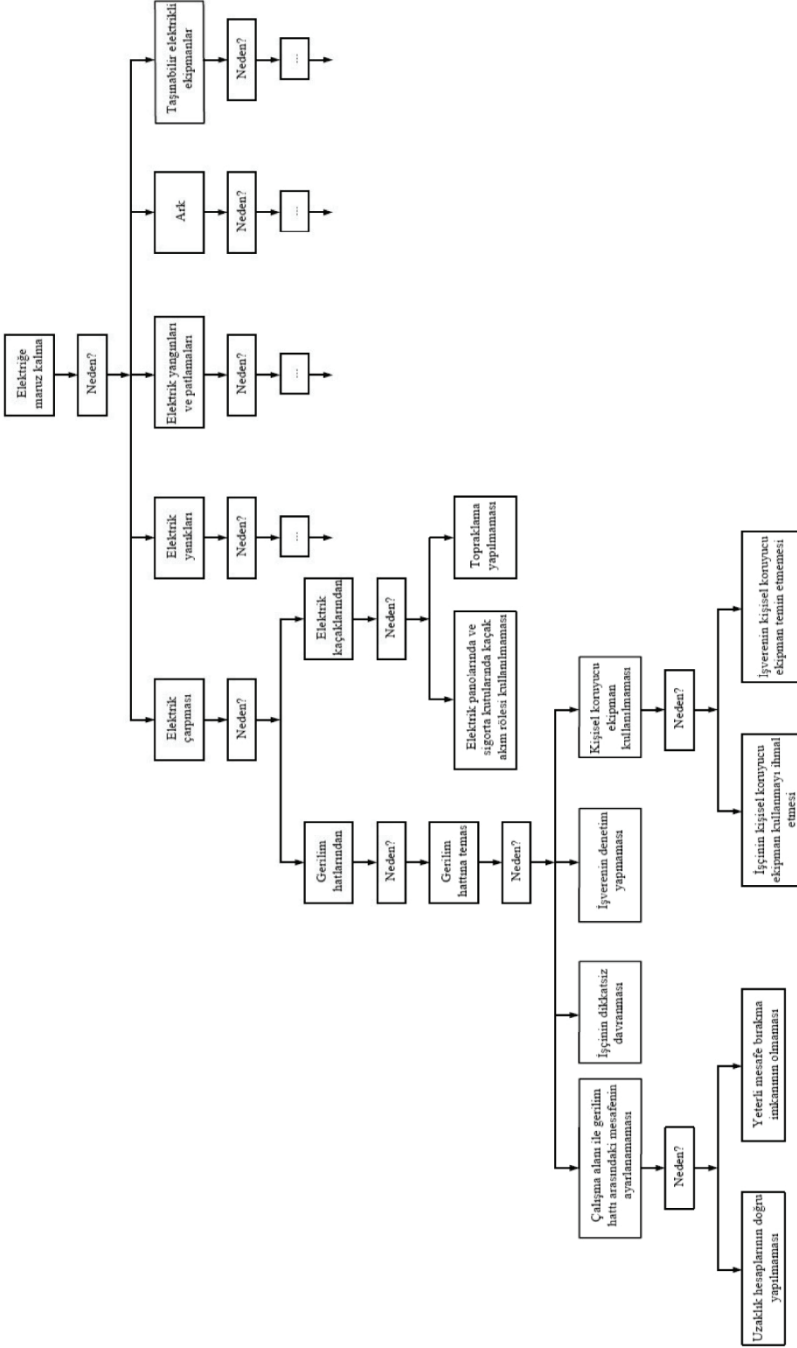 Elektriğe
maruz kalma
Neden?
Elektrik
çarpması
Elektrik
yanıkları
Elektrik yangınları
ve patlamaları
Ark
Taşınabilir elektrikli
ekipmanlar
Neden?
Neden?
Neden?
Neden?
Neden?
...
...
...
...
Gerilim
hatlarından
Elektrik
kaçaklarından
Neden?
Neden?
Gerilim
hattına temas
Elektrik panolarında ve
sigorta kutularında kaçak
akım rölesi kullanılmaması
Topraklama
yapılmaması
Neden?
Çalışma alanı ile gerilim
hattı arasındaki mesafenin
ayarlanamaması
İşçinin dikkatsiz
davranması
İşverenin denetim
yapmaması
Kişisel koruyucu
ekipman
kullanılmaması
Neden?
Neden?
Uzaklık hesaplarının doğru
yapılmaması
Yeterli mesafe bırakma
imkanının olmaması
İşçinin kişisel koruyucu
ekipman kullanmayı ihmal
etmesi
İşverenin kişisel koruyucu
ekipman temin etmemesi